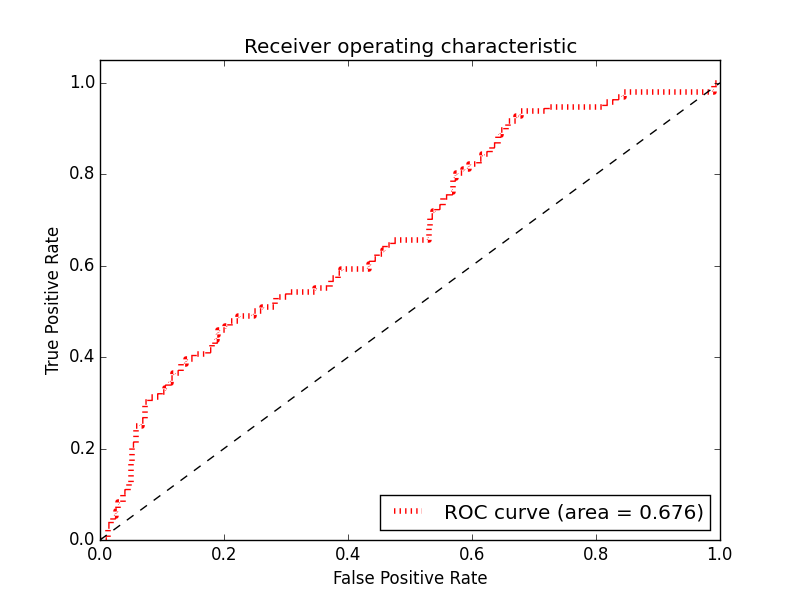 Receiver operating characteristic
1.0
0.8
0.6
0.4
0.2
0.0
True Positive Rate
0.0 0.2 0.4 0.6 0.8 1.0
False Positive Rate
ROC curve (area = 0.676)